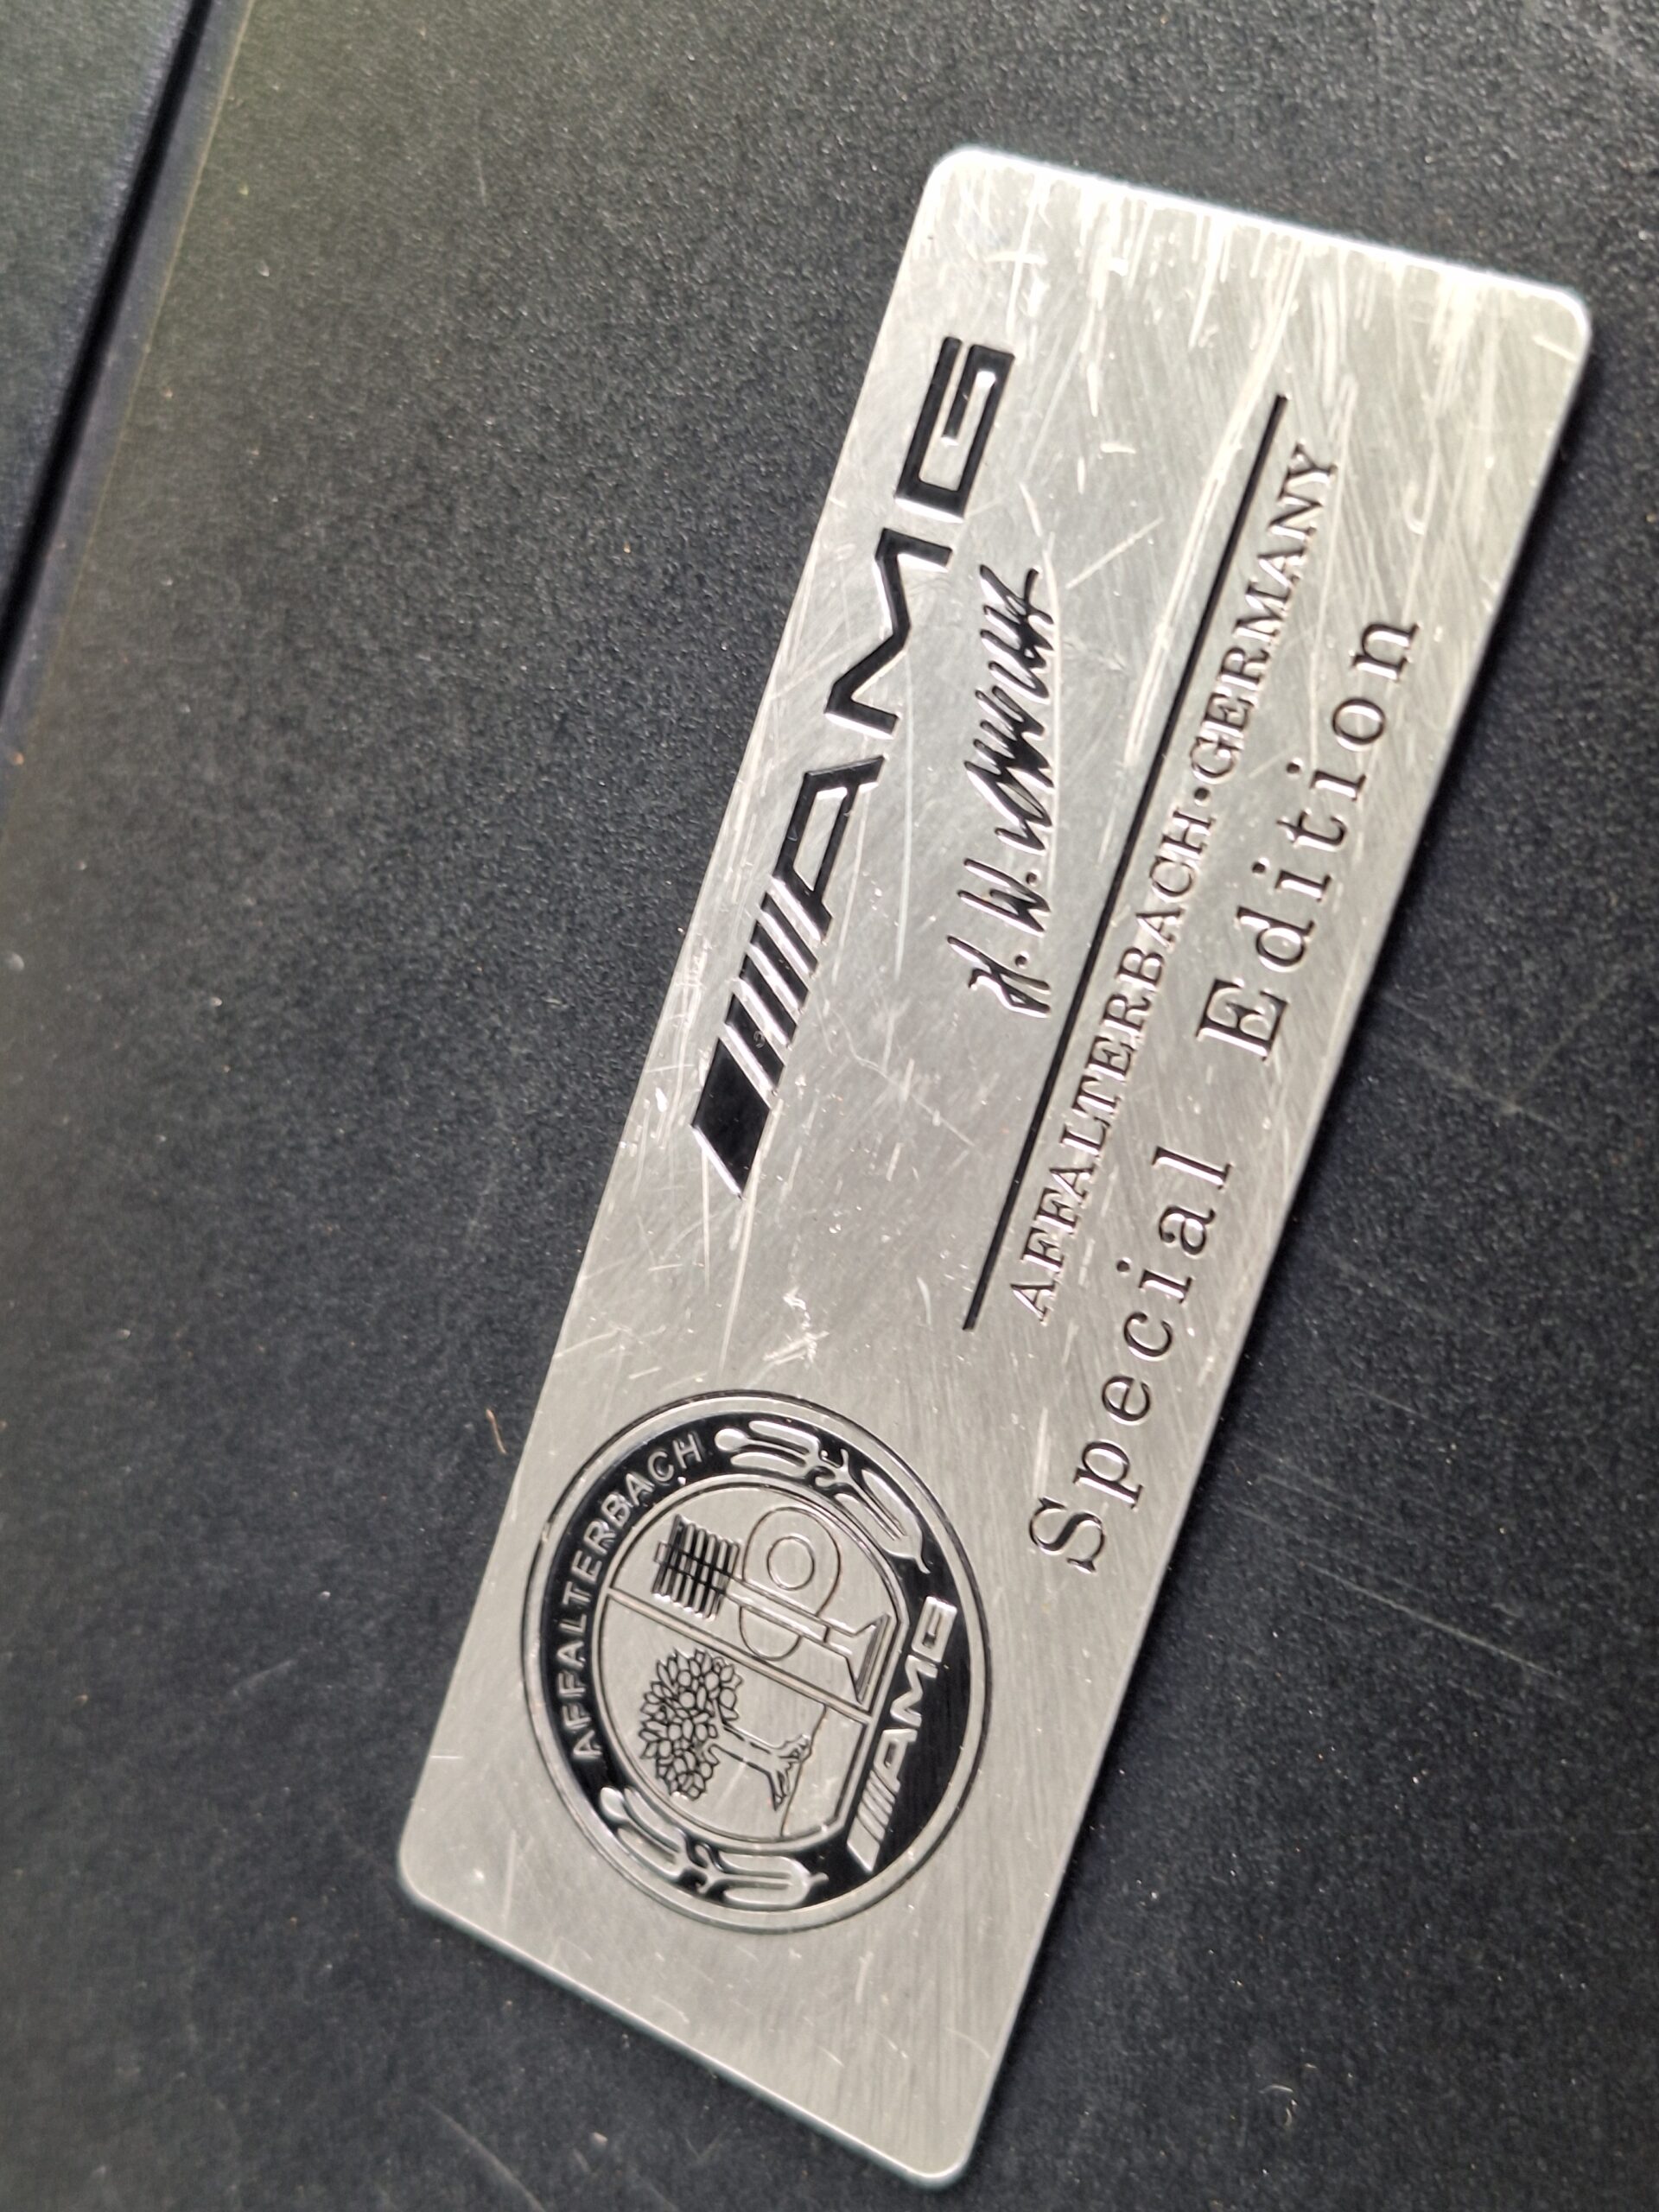 AMG
AFFALTERBACH•GERMANY
Special Edition
AFFALTERBACH
AMG